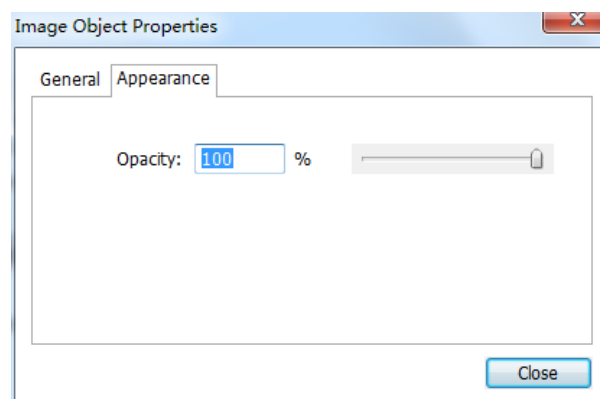 Image Object Properties
General Appearance
Opacity: 100 %
Close